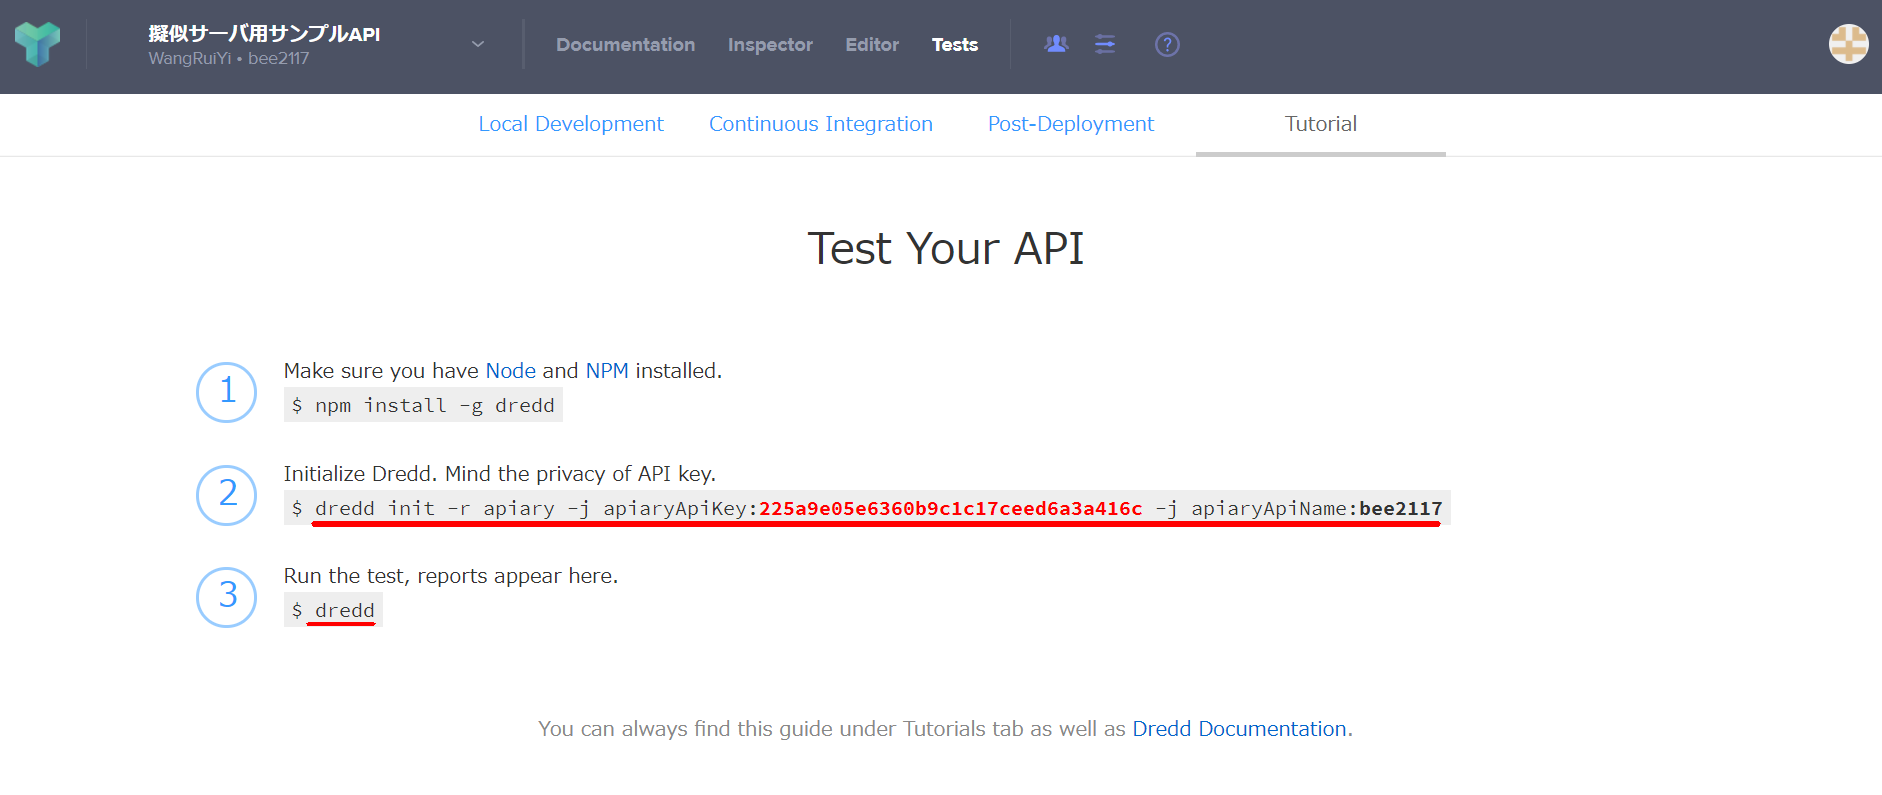 擬似サーバ用サンプルAPI
WangRuiYi • bee2117
Documentation Inspector Editor Tests
Local Development Continuous Integration Post-Deployment Tutorial
Test Your API
1
Make sure you have Node and NPM installed.
$ npm install -g dredd
2
Initialize Dredd. Mind the privacy of API key.
$ dredd init -r apiary -j apiaryApiKey:225a9e05e6360b9c1c17ceed6a3a416c -j apiaryApiName:bee2117
3
Run the test, reports appear here.
$ dredd
You can always find this guide under Tutorials tab as well as Dredd Documentation.